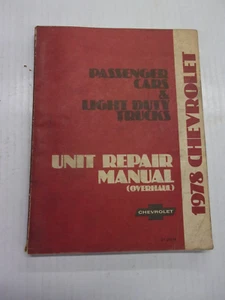 PASSENGER
CARS
&
LIGHT DUTY
TRUCKS
UNIT REPAIR
MANUAL
(OVERHAUL)
CHEVROLET
1978 CHEVROLET